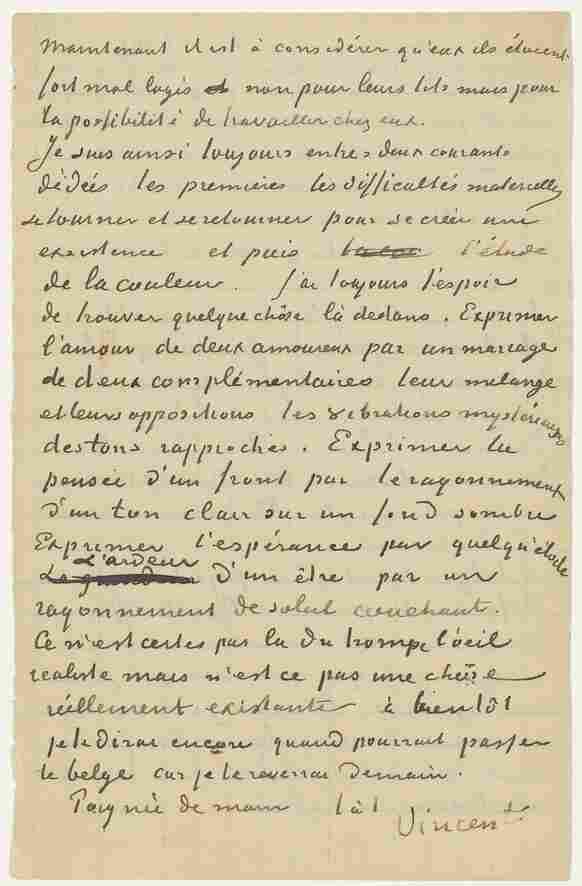 maintenant il est à considérer qu'eux ils étaient
fort mal logés et non pour leurs lits mais pour
la possibilité de travailler chez eux.
Je suis ainsi toujours entre deux courants
d'idées les premières les difficultés materielles
se tourner et se retourner pour se créer une
existence et puis l'étude
de la couleur. j'ai toujours l'espoir
de trouver quelque chôse là dedans. Exprimer
l'amour de deux amoureux par un mariage
de deux complémentaires leur melange
et leurs oppositions les vibrations mystérieuses
des tons rapprochés. Exprimer la
pensée d'un front par le rayonnement
d'un ton clair sur un fond sombre
Exprimer l'espérance par quelqu'étoile
L'ardeur
d'un être par un
rayonnement de soleil couchant.
Ce n'est certes pas là du trompe l'oeil
realiste mais n'est ce pas une chôse
réellement existante à bientôt
je te dirai encore quand pourrait passer
le belge car je le reverrai demain.
Poignée de main t. à t.
Vincent